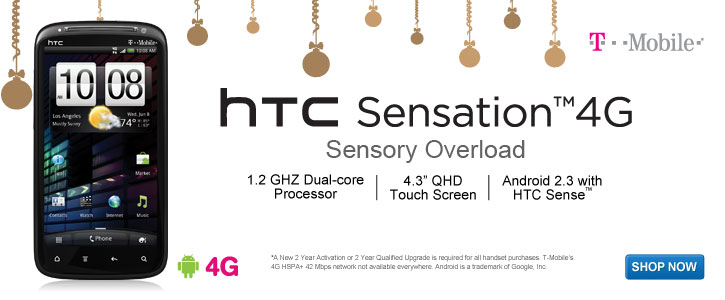 T··Mobile·
hTC
10:08 AM
10 08
Los Angeles
Mostly Sunny
Wed, Jun 8
74°
Market
Contacts
Watch
Internet
Music
Phone
hTC Sensation™4G
Sensory Overload
1.2 GHZ Dual-core
Processor
4.3” QHD
Touch Screen
Android 2.3 with
HTC Sense™
4G
*A New 2 Year Activation or 2 Year Qualified Upgrade is required for all handset purchases. T-Mobile's
4G HSPA+ 42 Mbps network not available everywhere. Android is a trademark of Google, Inc.
SHOP NOW